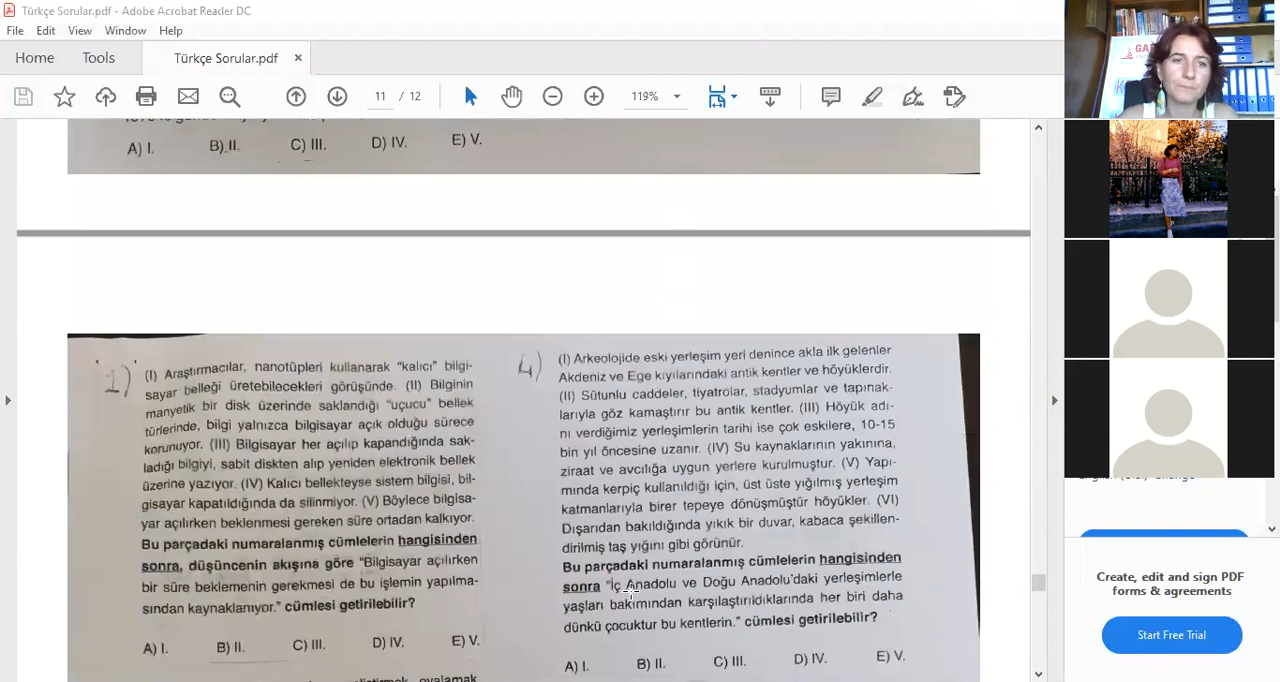 Türkçe Sorular.pdf - Adobe Acrobat Reader DC
File Edit View Window Help
Home Tools Türkçe Sorular.pdf ×
11 / 12 119%
A) I. B) II. C) III. D) IV. E) V.
1)
(I) Araştırmacılar, nanotüpleri kullanarak “kalıcı” bilgi-
sayar belleği üretebilecekleri görüşünde. (II) Bilginin
manyetik bir disk üzerinde saklandığı “uçucu” bellek
türlerinde, bilgi yalnızca bilgisayar açık olduğu sürece
korunuyor. (III) Bilgisayar her açılıp kapandığında sak-
ladığı bilgiyi, sabit diskten alıp yeniden elektronik bellek
üzerine yazıyor. (IV) Kalıcı bellekteyse sistem bilgisi, bil-
gisayar kapatıldığında da silinmiyor. (V) Böylece bilgisa-
yar açılırken beklenmesi gereken süre ortadan kalkıyor.
Bu parçadaki numaralanmış cümlelerin hangisinden
sonra, düşüncenin akışına göre “Bilgisayar açılırken
bir süre beklemenin gerekmesi de bu işlemin yapılma-
sından kaynaklanıyor.” cümlesi getirilebilir?
A) I. B) II. C) III. D) IV. E) V.
4)
(I) Arkeolojide eski yerleşim yeri denince akla ilk gelenler
Akdeniz ve Ege kıyılarındaki antik kentler ve höyüklerdir.
(II) Sütunlu caddeler, tiyatrolar, stadyumlar ve tapınak-
larıyla göz kamaştırır bu antik kentler. (III) Höyük adı-
nı verdiğimiz yerleşimlerin tarihi ise çok eskilere, 10-15
bin yıl öncesine uzanır. (IV) Su kaynaklarının yakınına,
ziraat ve avcılığa uygun yerlere kurulmuştur. (V) Yapı-
mında kerpiç kullanıldığı için, üst üste yığılmış yerleşim
katmanlarıyla birer tepeye dönüşmüştür höyükler. (VI)
Dışarıdan bakıldığında yıkık bir duvar, kabaca şekillen-
dirilmiş taş yığını gibi görünür.
Bu parçadaki numaralanmış cümlelerin hangisinden
sonra “İç Anadolu ve Doğu Anadolu’daki yerleşimlerle
yaşları bakımından karşılaştırıldıklarında her biri daha
dünkü çocuktur bu kentlerin.” cümlesi getirilebilir?
A) I. B) II. C) III. D) IV. E) V.
Create, edit and sign PDF
forms & agreements
Start Free Trial